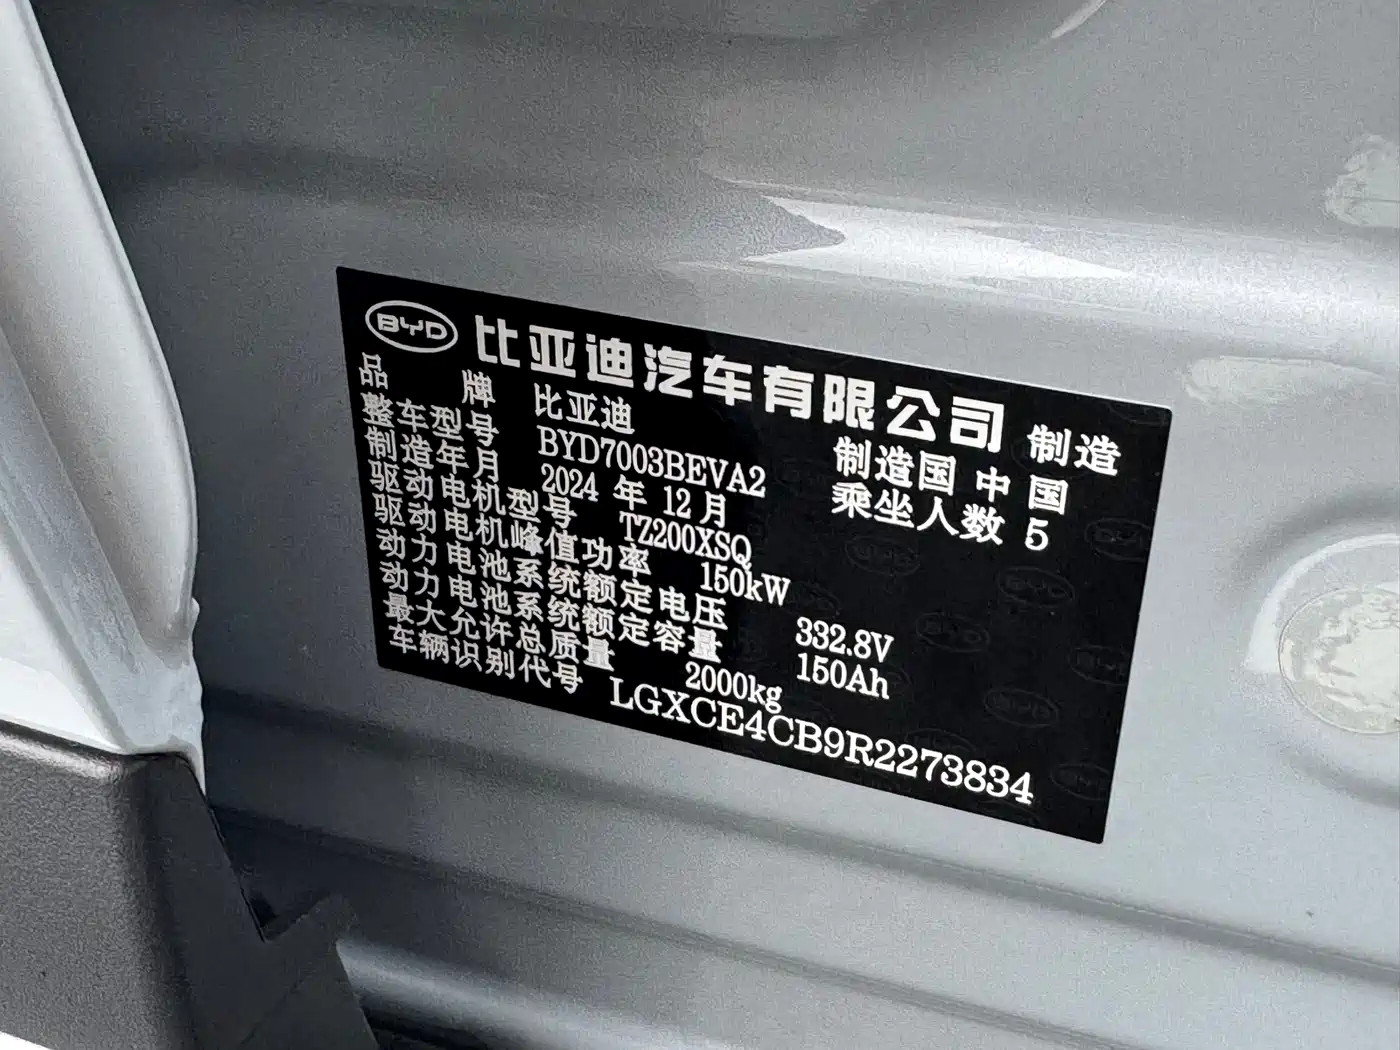 BYD 比亚迪汽车有限公司 制造
品牌 比亚迪 制造国 中国
整车型号 BYD7003BEVA2 乘坐人数 5
制造年月 2024 年 12 月
驱动电机型号 TZ200XSQ
驱动电机峰值功率 150kW
动力电池系统额定电压 332.8V
动力电池系统额定容量 150Ah
最大允许总质量 2000kg
车辆识别代号 LGXCE4CB9R2273834